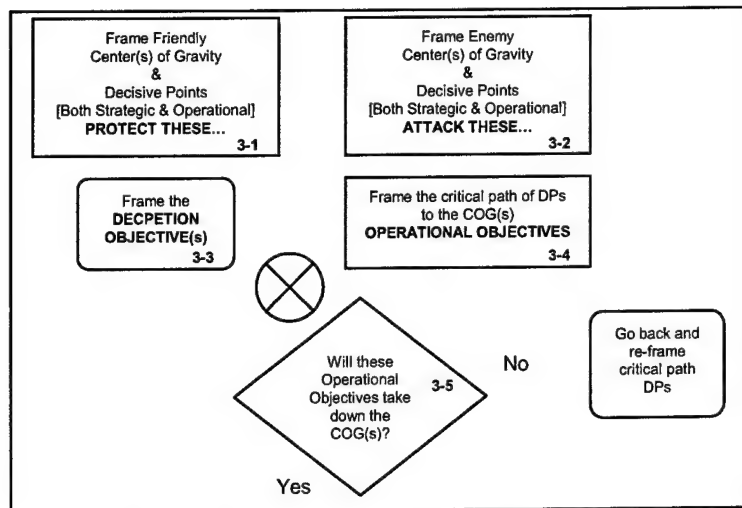 Frame Friendly
Center(s) of Gravity
&
Decisive Points
[Both Strategic & Operational]
PROTECT THESE...
3-1
Frame Enemy
Center(s) of Gravity
&
Decisive Points
[Both Strategic & Operational]
ATTACK THESE...
3-2
Frame the
DECPETION
OBJECTIVE(s)
3-3
Frame the critical path of DPs
to the COG(s)
OPERATIONAL OBJECTIVES
3-4
Will these
Operational
Objectives take
down the
COG(s)?
3-5
No
Go back and
re-frame
critical path
DPs
Yes